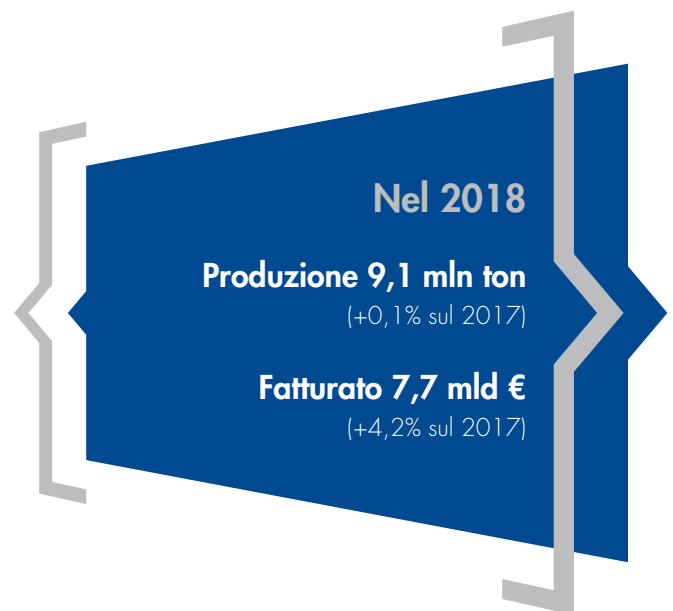 Nel 2018
Produzione 9,1 mln ton
(+0,1% sul 2017)
Fatturato 7,7 mld €
(+4,2% sul 2017)